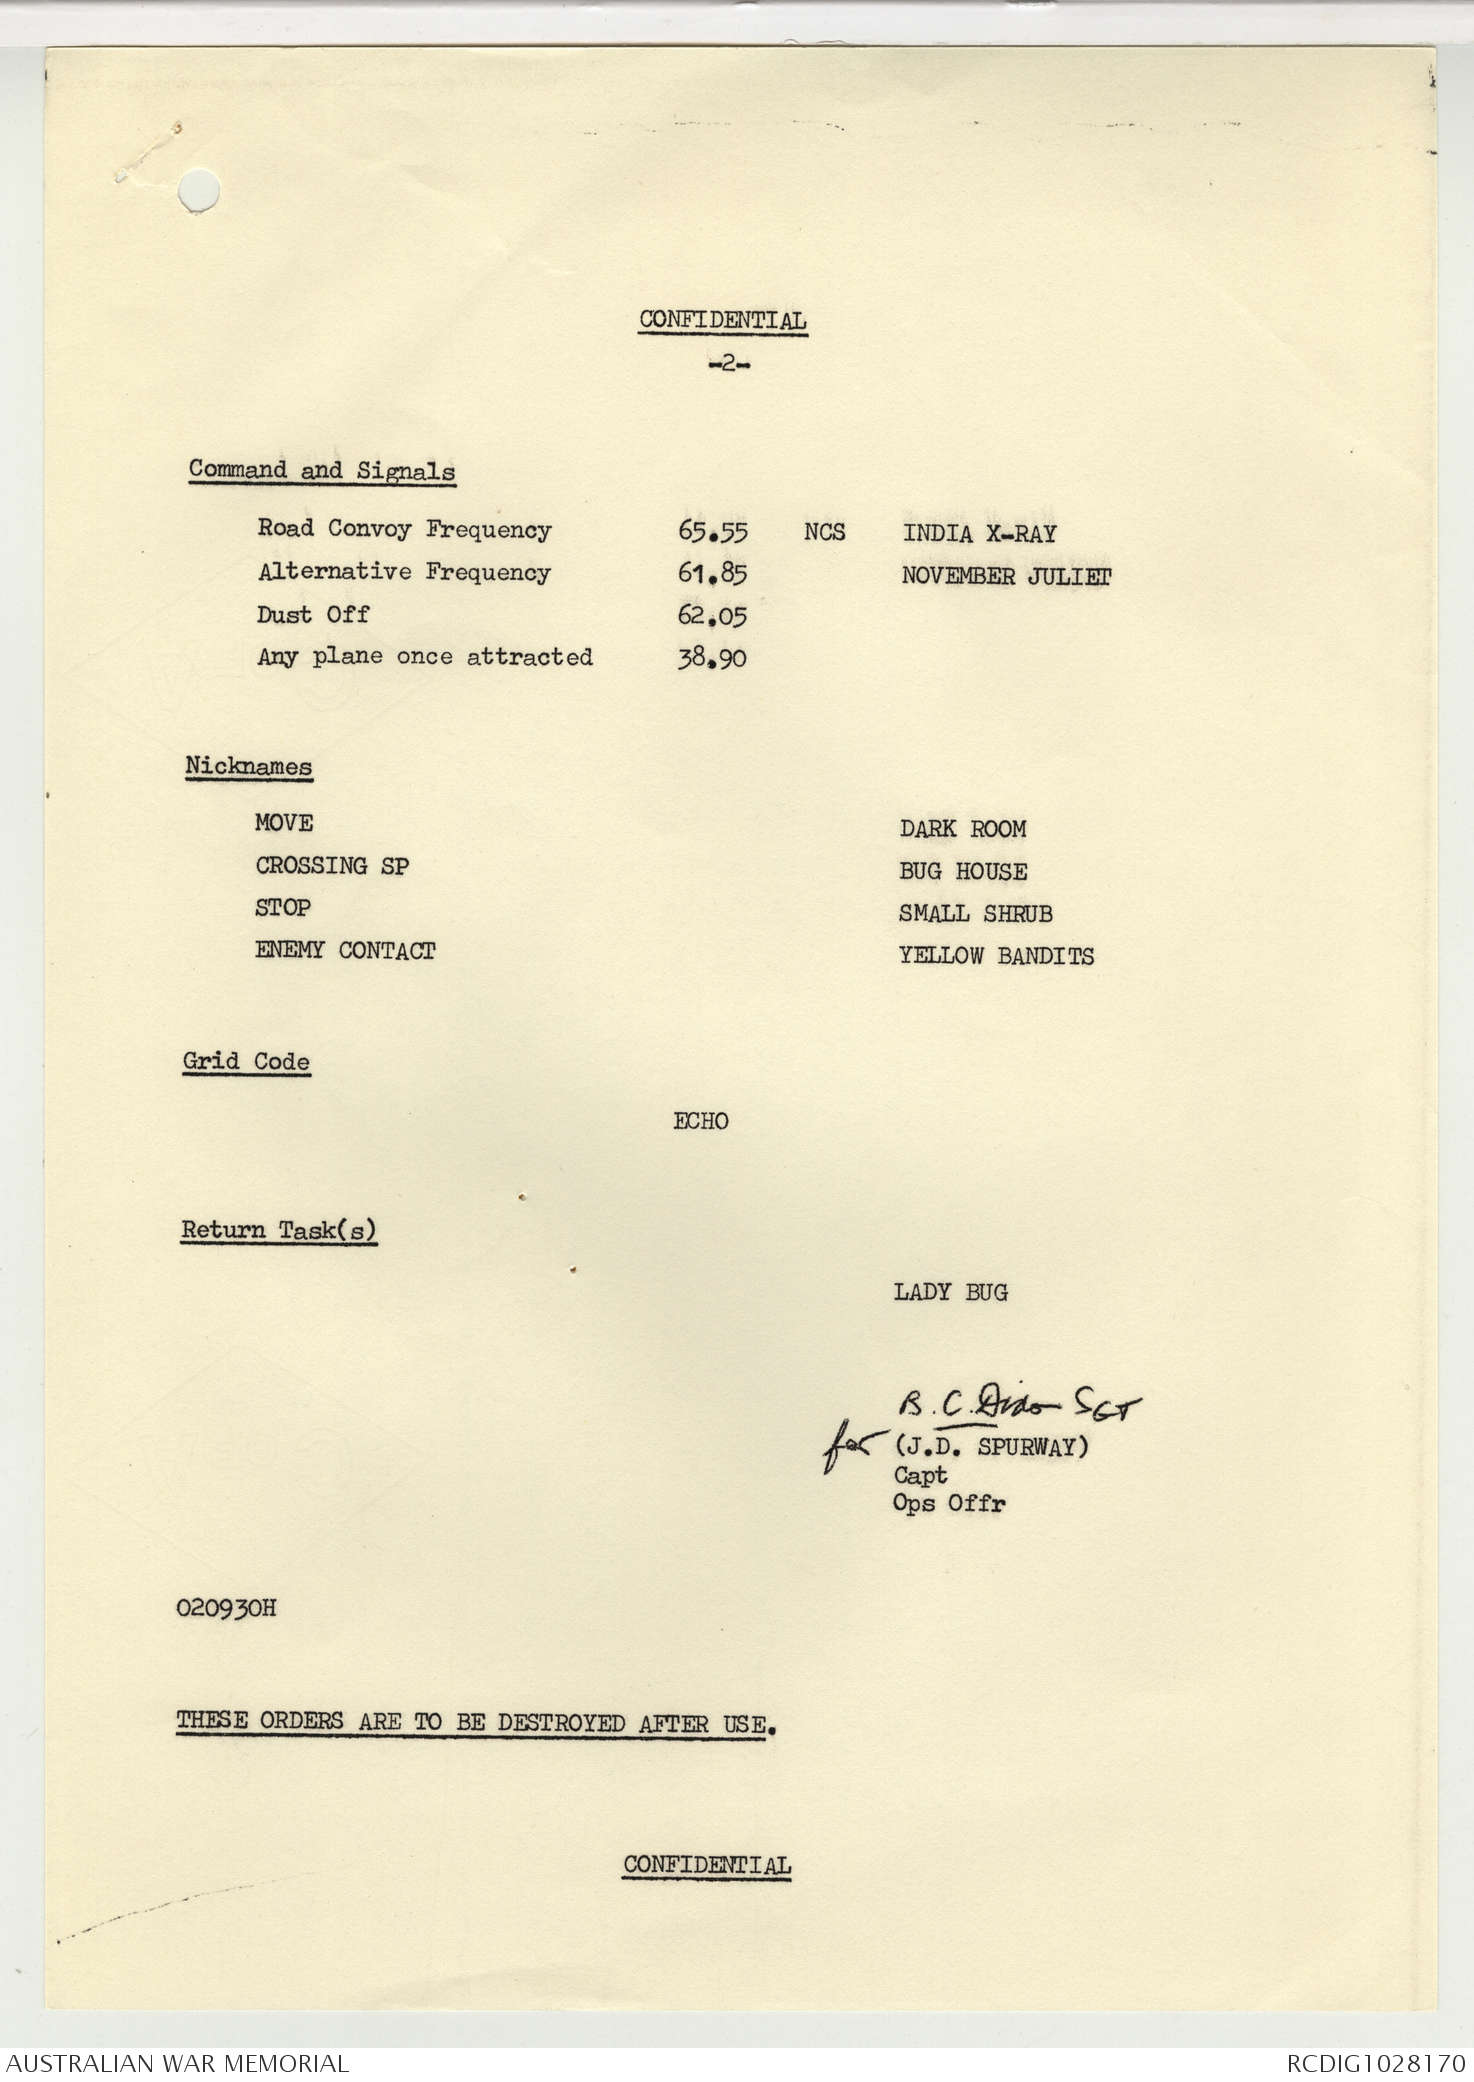 CONFIDENTIAL
-2-
Command and Signals
Road Convoy Frequency 65.55 NCS INDIA X-RAY
Alternative Frequency 61.85 NOVEMBER JULIET
Dust Off 62.05
Any plane once attracted 38.90
Nicknames
MOVE DARK ROOM
CROSSING SP BUG HOUSE
STOP SMALL SHRUB
ENEMY CONTACT YELLOW BANDITS
Grid Code
ECHO
Return Task(s)
LADY BUG
B. C. SGT
for (J.D. SPURWAY)
Capt
Ops Offr
020930H
THESE ORDERS ARE TO BE DESTROYED AFTER USE.
CONFIDENTIAL
AUSTRALIAN WAR MEMORIAL RCDIG1028170